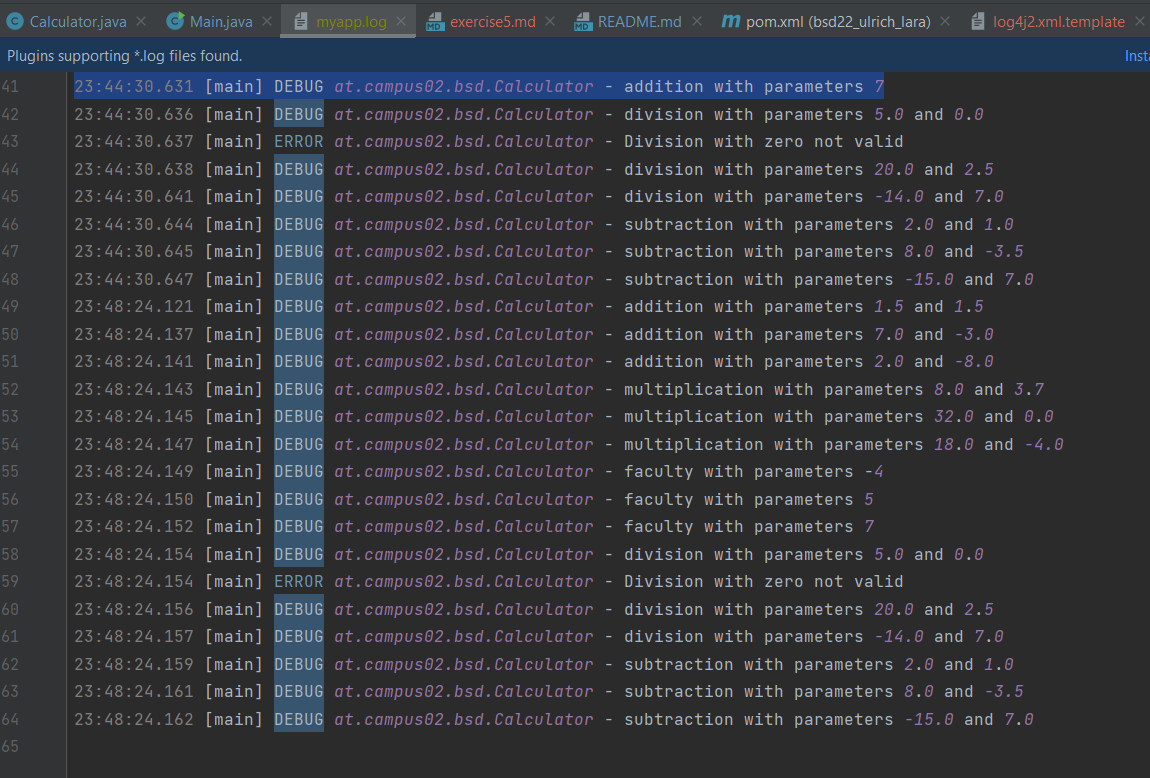 Calculator.java Main.java myapp.log exercise5.md README.md pom.xml (bsd22_ulrich_lara) log4j2.xml.template
Plugins supporting *.log files found. Insta
41 23:44:30.631 [main] DEBUG at.campus02.bsd.Calculator - addition with parameters 7
42 23:44:30.636 [main] DEBUG at.campus02.bsd.Calculator - division with parameters 5.0 and 0.0
43 23:44:30.637 [main] ERROR at.campus02.bsd.Calculator - Division with zero not valid
44 23:44:30.638 [main] DEBUG at.campus02.bsd.Calculator - division with parameters 20.0 and 2.5
45 23:44:30.641 [main] DEBUG at.campus02.bsd.Calculator - division with parameters -14.0 and 7.0
46 23:44:30.644 [main] DEBUG at.campus02.bsd.Calculator - subtraction with parameters 2.0 and 1.0
47 23:44:30.645 [main] DEBUG at.campus02.bsd.Calculator - subtraction with parameters 8.0 and -3.5
48 23:44:30.647 [main] DEBUG at.campus02.bsd.Calculator - subtraction with parameters -15.0 and 7.0
49 23:48:24.121 [main] DEBUG at.campus02.bsd.Calculator - addition with parameters 1.5 and 1.5
50 23:48:24.137 [main] DEBUG at.campus02.bsd.Calculator - addition with parameters 7.0 and -3.0
51 23:48:24.141 [main] DEBUG at.campus02.bsd.Calculator - addition with parameters 2.0 and -8.0
52 23:48:24.143 [main] DEBUG at.campus02.bsd.Calculator - multiplication with parameters 8.0 and 3.7
53 23:48:24.145 [main] DEBUG at.campus02.bsd.Calculator - multiplication with parameters 32.0 and 0.0
54 23:48:24.147 [main] DEBUG at.campus02.bsd.Calculator - multiplication with parameters 18.0 and -4.0
55 23:48:24.149 [main] DEBUG at.campus02.bsd.Calculator - faculty with parameters -4
56 23:48:24.150 [main] DEBUG at.campus02.bsd.Calculator - faculty with parameters 5
57 23:48:24.152 [main] DEBUG at.campus02.bsd.Calculator - faculty with parameters 7
58 23:48:24.154 [main] DEBUG at.campus02.bsd.Calculator - division with parameters 5.0 and 0.0
59 23:48:24.154 [main] ERROR at.campus02.bsd.Calculator - Division with zero not valid
60 23:48:24.156 [main] DEBUG at.campus02.bsd.Calculator - division with parameters 20.0 and 2.5
61 23:48:24.157 [main] DEBUG at.campus02.bsd.Calculator - division with parameters -14.0 and 7.0
62 23:48:24.159 [main] DEBUG at.campus02.bsd.Calculator - subtraction with parameters 2.0 and 1.0
63 23:48:24.161 [main] DEBUG at.campus02.bsd.Calculator - subtraction with parameters 8.0 and -3.5
64 23:48:24.162 [main] DEBUG at.campus02.bsd.Calculator - subtraction with parameters -15.0 and 7.0
65